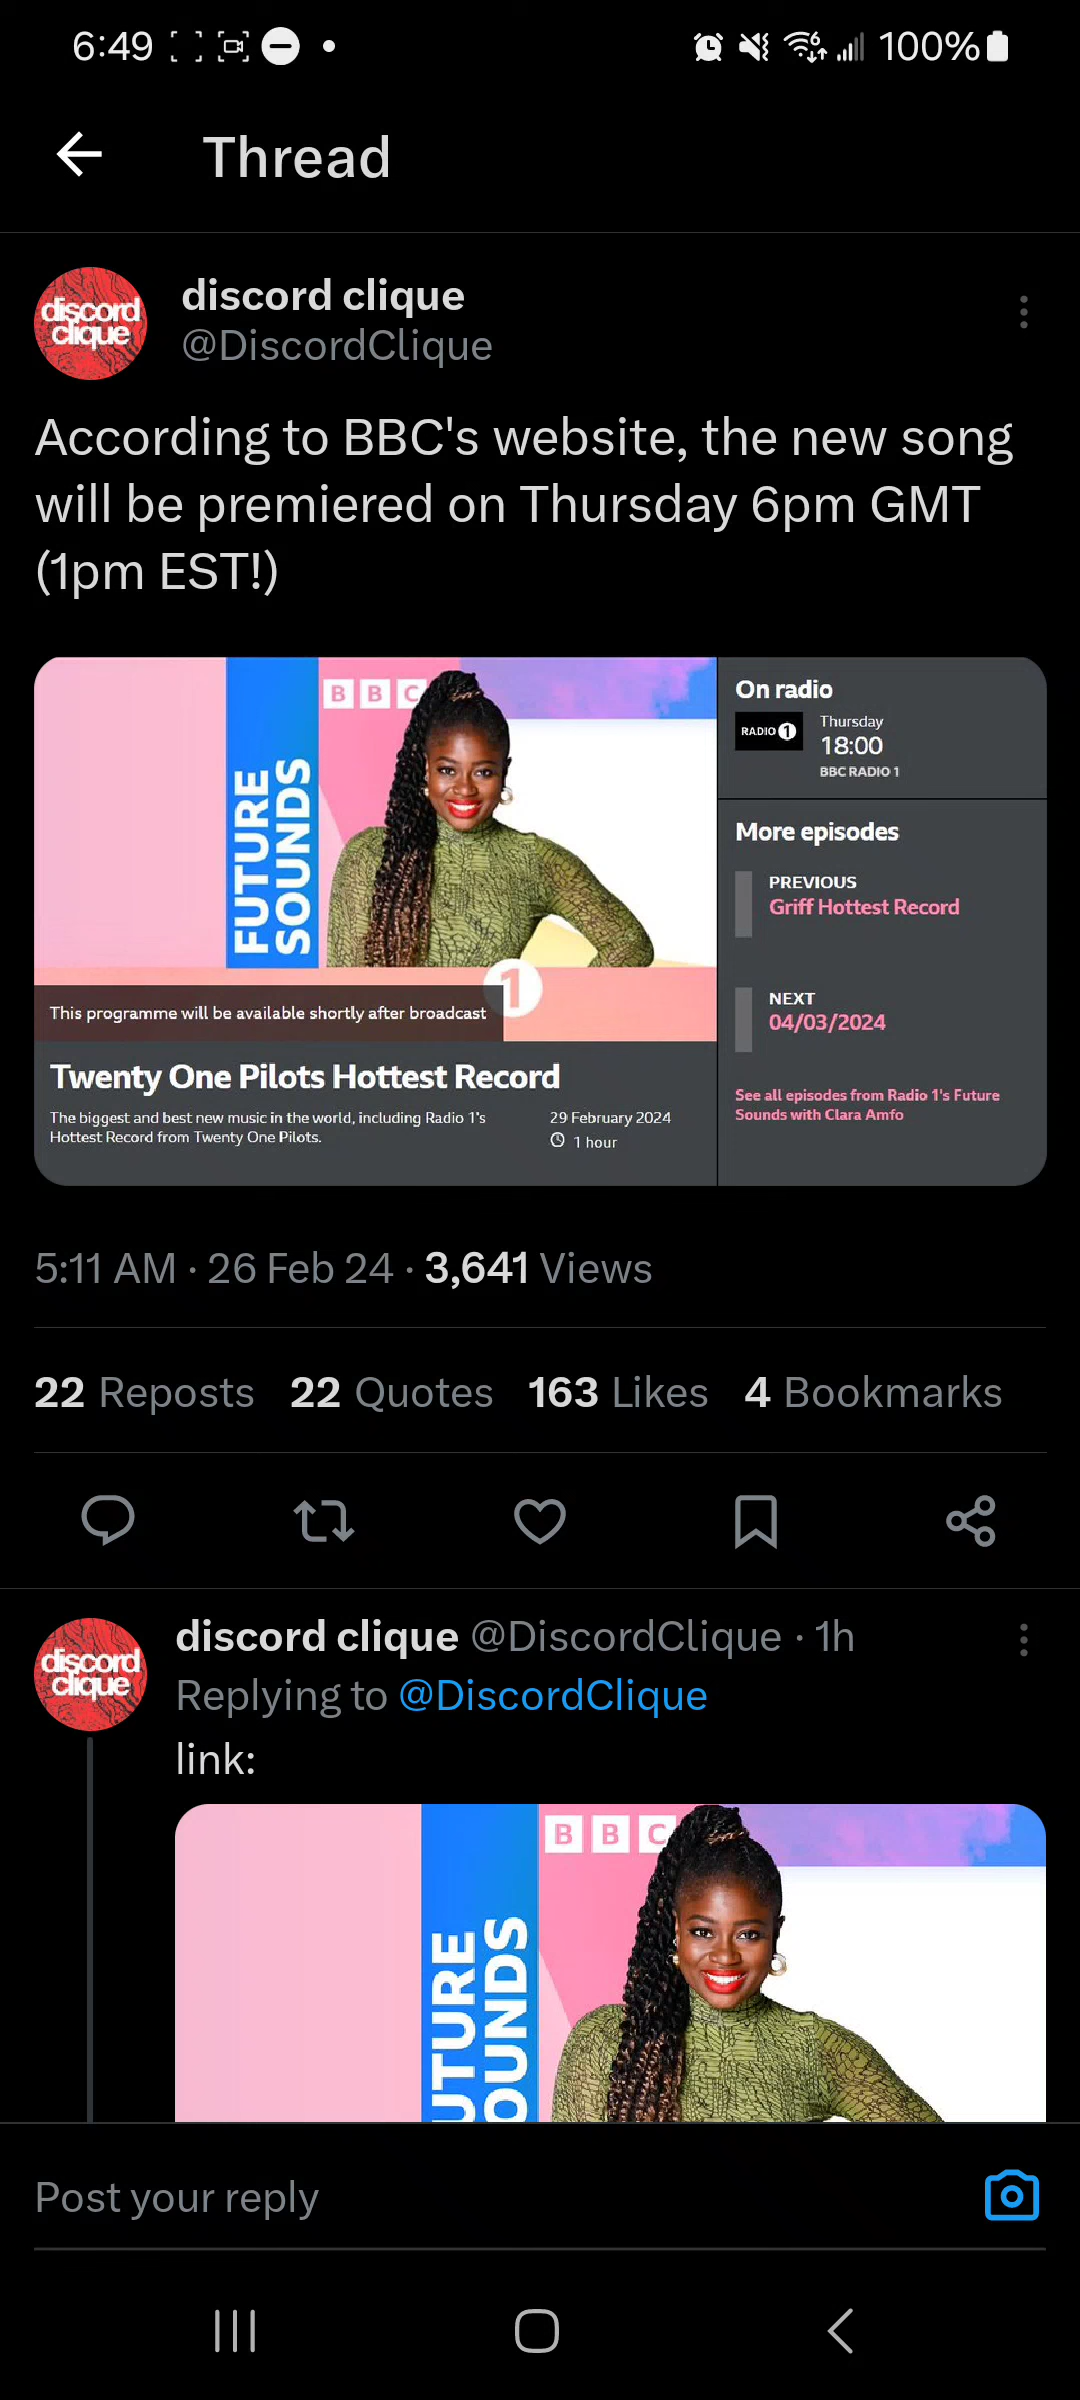 6:49
6
100%
Thread
discord clique
discord clique
@DiscordClique
According to BBC's website, the new song
will be premiered on Thursday 6pm GMT
(1pm EST!)
BBC
FUTURE
SOUNDS
1
This programme will be available shortly after broadcast
Twenty One Pilots Hottest Record
The biggest and best new music in the world, including Radio 1's
Hottest Record from Twenty One Pilots.
29 February 2024
1 hour
On radio
RADIO 1
Thursday
18:00
BBC RADIO 1
More episodes
PREVIOUS
Griff Hottest Record
NEXT
04/03/2024
See all episodes from Radio 1's Future
Sounds with Clara Amfo
5:11 AM · 26 Feb 24 · 3,641 Views
22 Reposts 22 Quotes 163 Likes 4 Bookmarks
discord clique
discord clique @DiscordClique · 1h
Replying to @DiscordClique
link:
BBC
UTURE
OUNDS
Post your reply